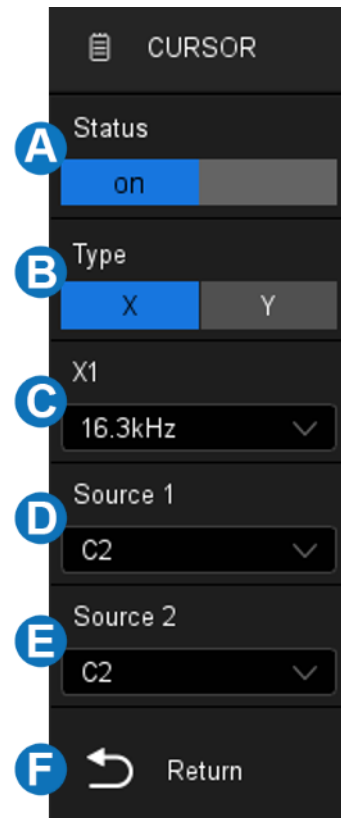 CURSOR
A
Status
on
B
Type
X Y
C
X1
16.3kHz
D
Source 1
C2
E
Source 2
C2
F
Return